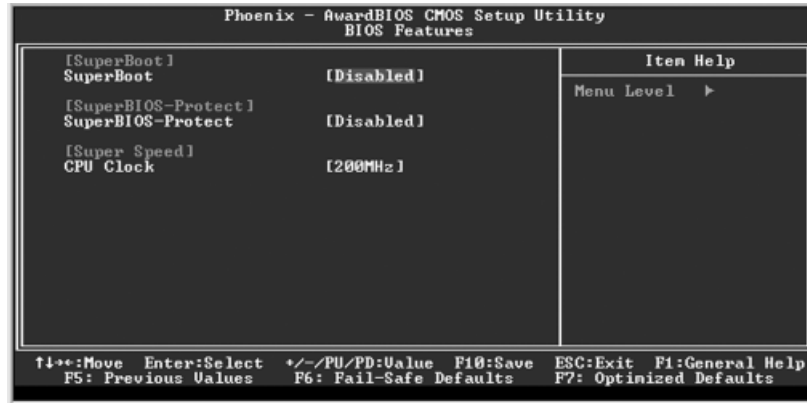 Phoenix - AwardBIOS CMOS Setup Utility
BIOS Features
[SuperBoot]
SuperBoot [Disabled]
[SuperBIOS-Protect]
SuperBIOS-Protect [Disabled]
[Super Speed]
CPU Clock [200MHz]
Item Help
Menu Level ▶
↑↓→←:Move Enter:Select +/-/PU/PD:Value F10:Save ESC:Exit F1:General Help
F5: Previous Values F6: Fail-Safe Defaults F7: Optimized Defaults